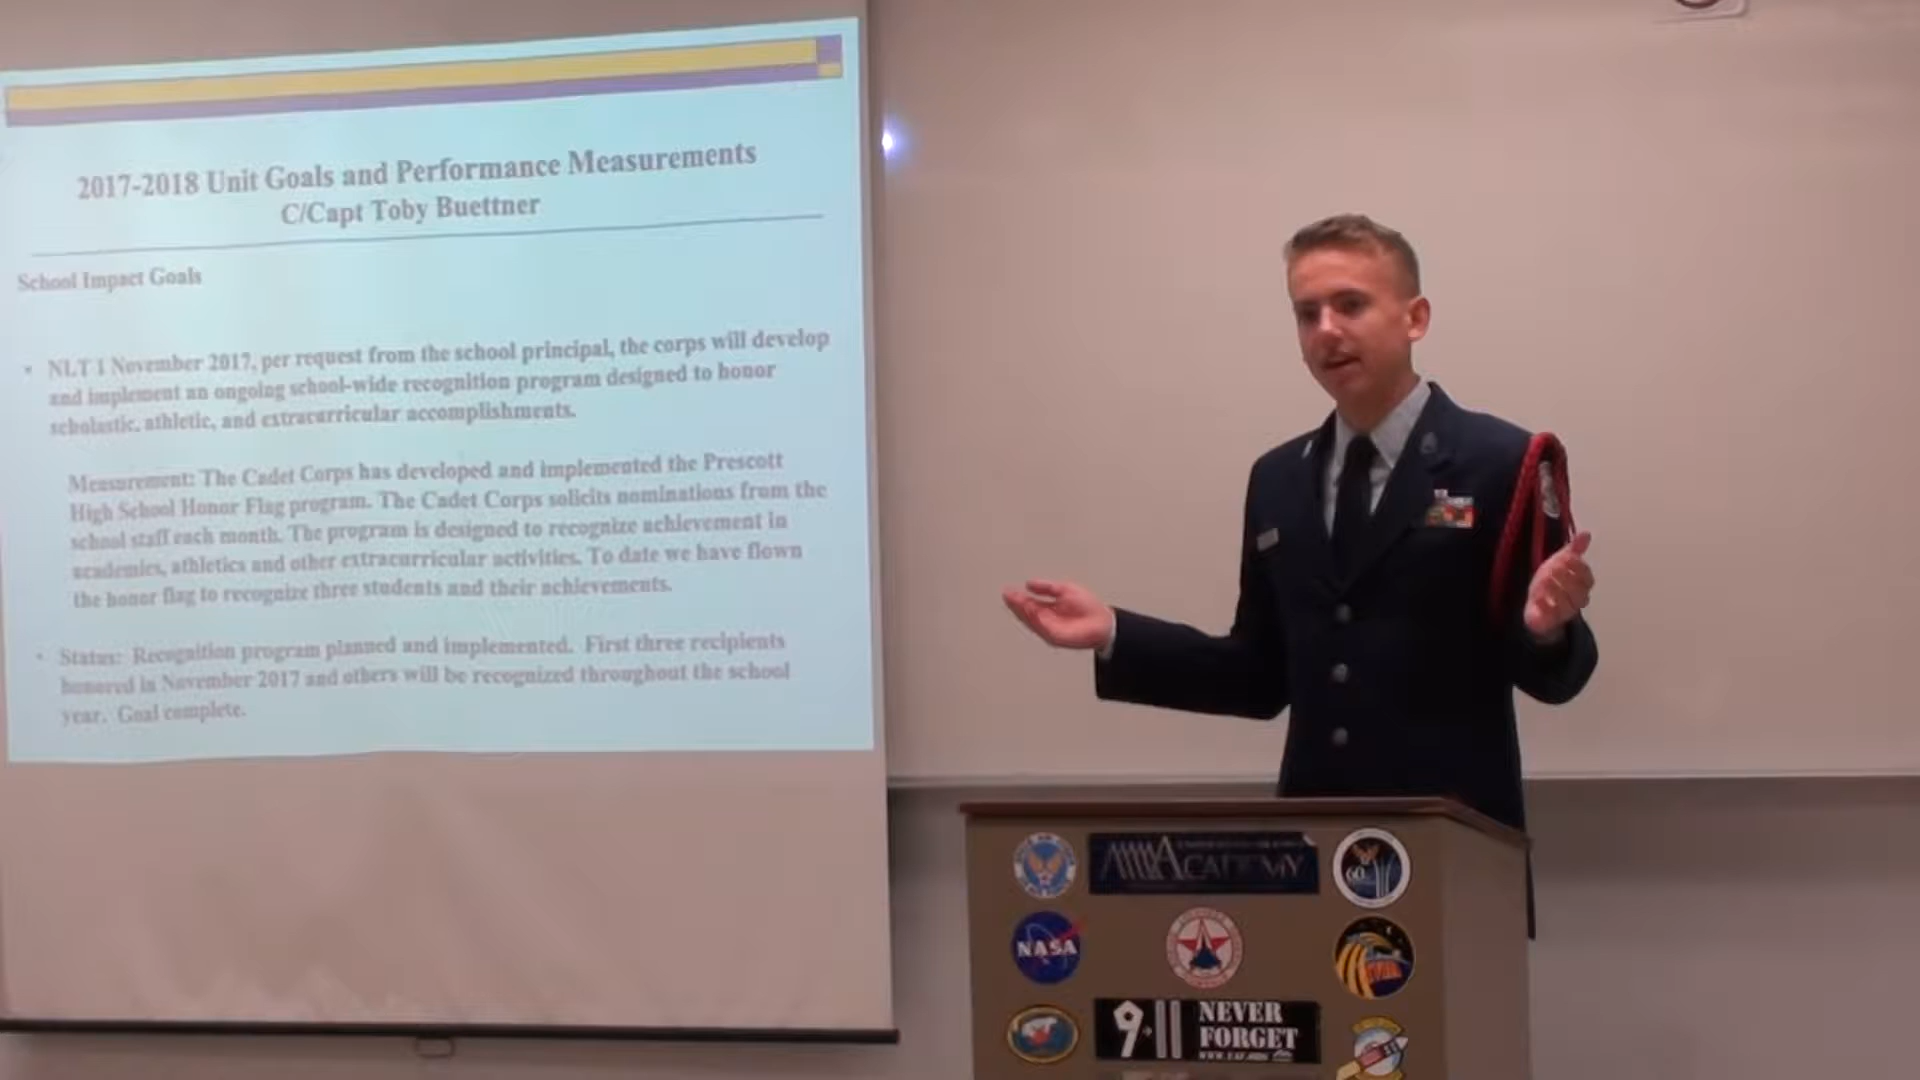 2017-2018 Unit Goals and Performance Measurements
C/Capt Toby Buettner
School Impact Goals
• NLT 1 November 2017, per request from the school principal, the corps will develop
and implement an ongoing school-wide recognition program designed to honor
scholastic, athletic, and extracurricular accomplishments.
Measurement: The Cadet Corps has developed and implemented the Prescott
High School Honor Flag program. The Cadet Corps solicits nominations from the
school staff each month. The program is designed to recognize achievement in
academics, athletics and other extracurricular activities. To date we have flown
the honor flag to recognize three students and their achievements.
• Status: Recognition program planned and implemented. First three recipients
honored in November 2017 and others will be recognized throughout the school
year. Goal complete.
ACADEMY
60
NASA
9-11 NEVER
FORGET